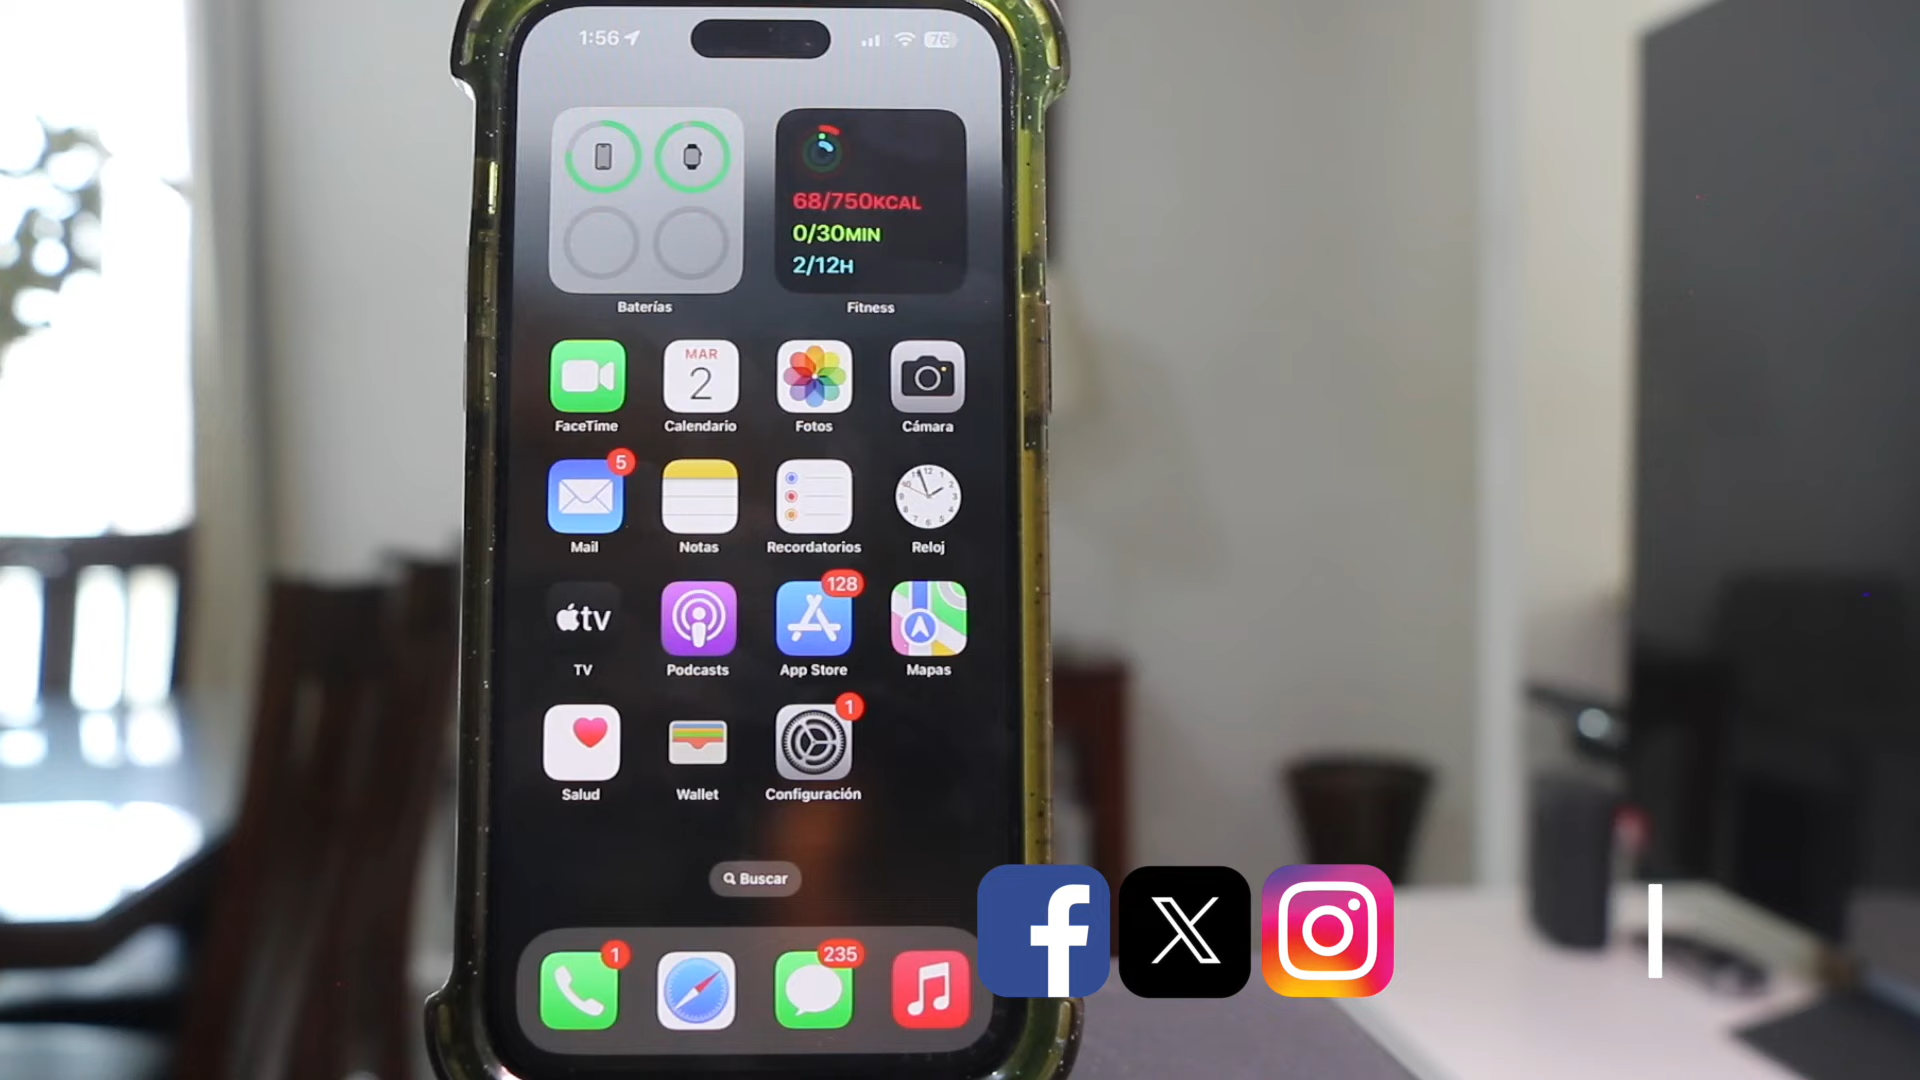 1:56
76
68/750KCAL
0/30MIN
2/12H
Baterías
Fitness
MAR
2
FaceTime
Calendario
Fotos
Cámara
5
Mail
Notas
Recordatorios
Reloj
tv
128
TV
Podcasts
App Store
Mapas
1
Salud
Wallet
Configuración
Buscar
1
235